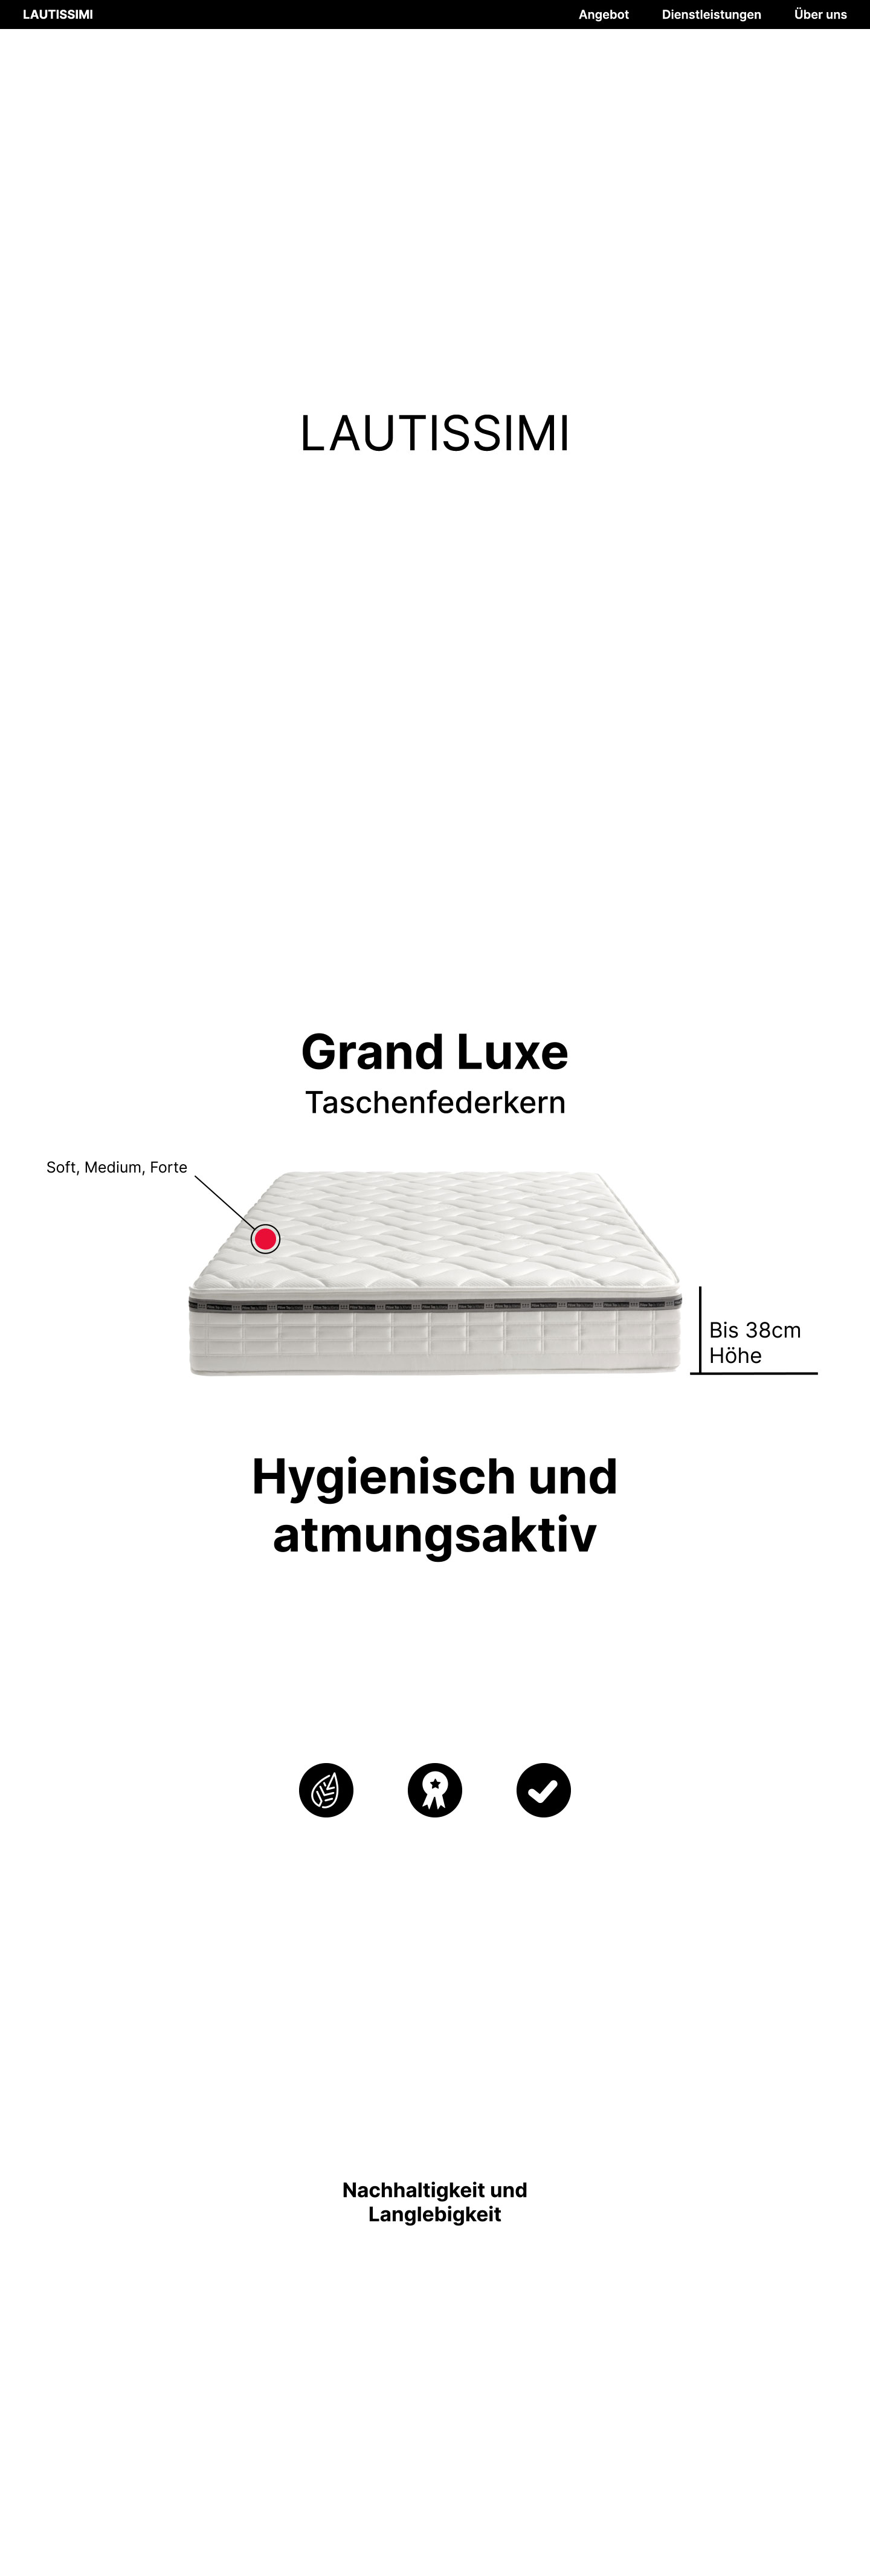 LAUTISSIMI
Angebot
Dienstleistungen
Über uns
LAUTISSIMI
Grand Luxe
Taschenfederkern
Soft, Medium, Forte
Bis 38cm
Höhe
Hygienisch und
atmungsaktiv
Nachhaltigkeit und
Langlebigkeit